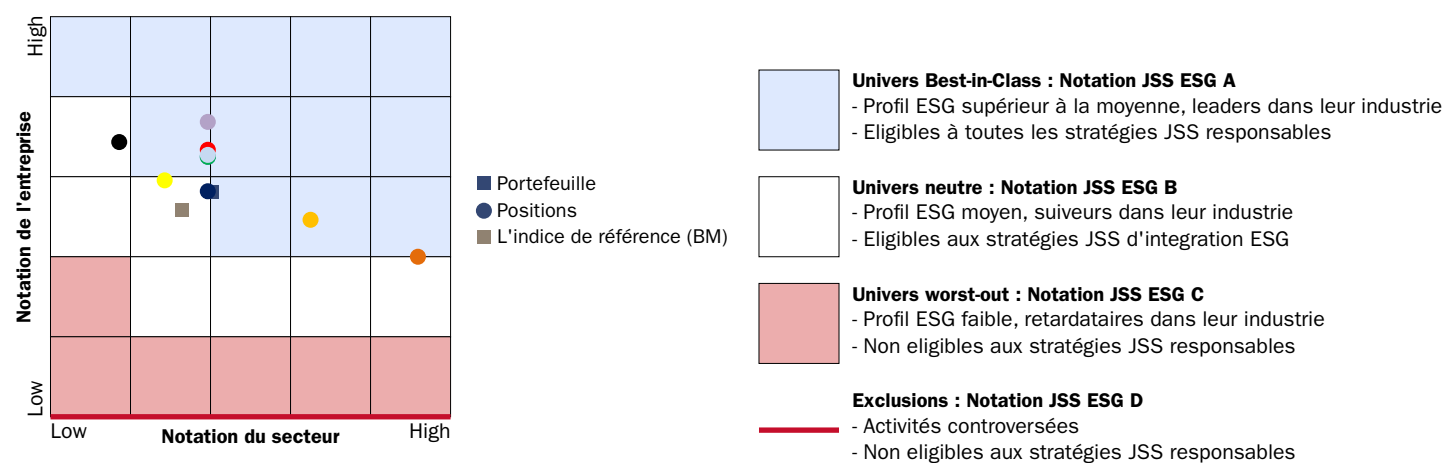 High
Notation de l'entreprise
Low
Low
Notation du secteur
High
Portefeuille
Positions
L'indice de référence (BM)
Univers Best-in-Class : Notation JSS ESG A
- Profil ESG supérieur à la moyenne, leaders dans leur industrie
- Eligibles à toutes les stratégies JSS responsables
Univers neutre : Notation JSS ESG B
- Profil ESG moyen, suiveurs dans leur industrie
- Eligibles aux stratégies JSS d'integration ESG
Univers worst-out : Notation JSS ESG C
- Profil ESG faible, retardataires dans leur industrie
- Non eligibles aux stratégies JSS responsables
Exclusions : Notation JSS ESG D
- Activités controversées
- Non eligibles aux stratégies JSS responsables